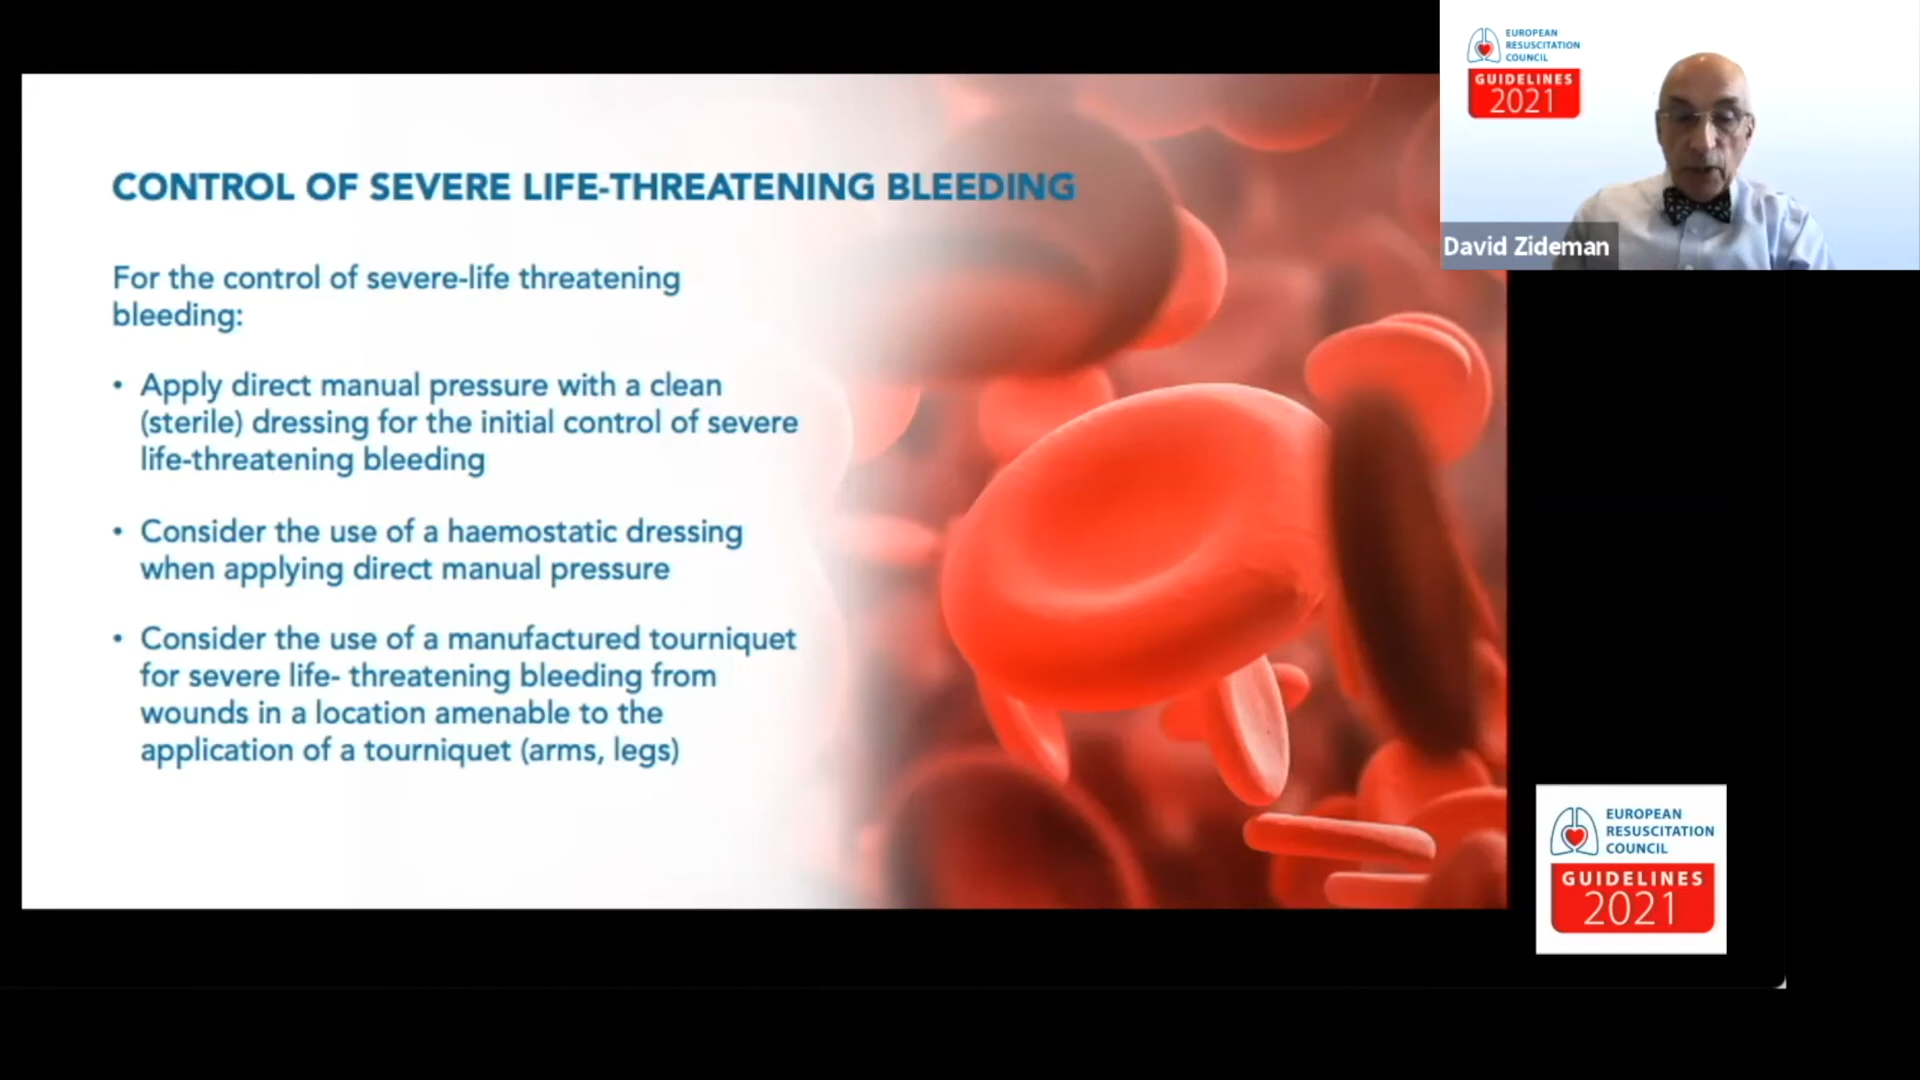 EUROPEAN
RESUSCITATION
COUNCIL
GUIDELINES
2021
David Zideman
CONTROL OF SEVERE LIFE-THREATENING BLEEDING
For the control of severe-life threatening
bleeding:
• Apply direct manual pressure with a clean
(sterile) dressing for the initial control of severe
life-threatening bleeding
• Consider the use of a haemostatic dressing
when applying direct manual pressure
• Consider the use of a manufactured tourniquet
for severe life- threatening bleeding from
wounds in a location amenable to the
application of a tourniquet (arms, legs)
EUROPEAN
RESUSCITATION
COUNCIL
GUIDELINES
2021